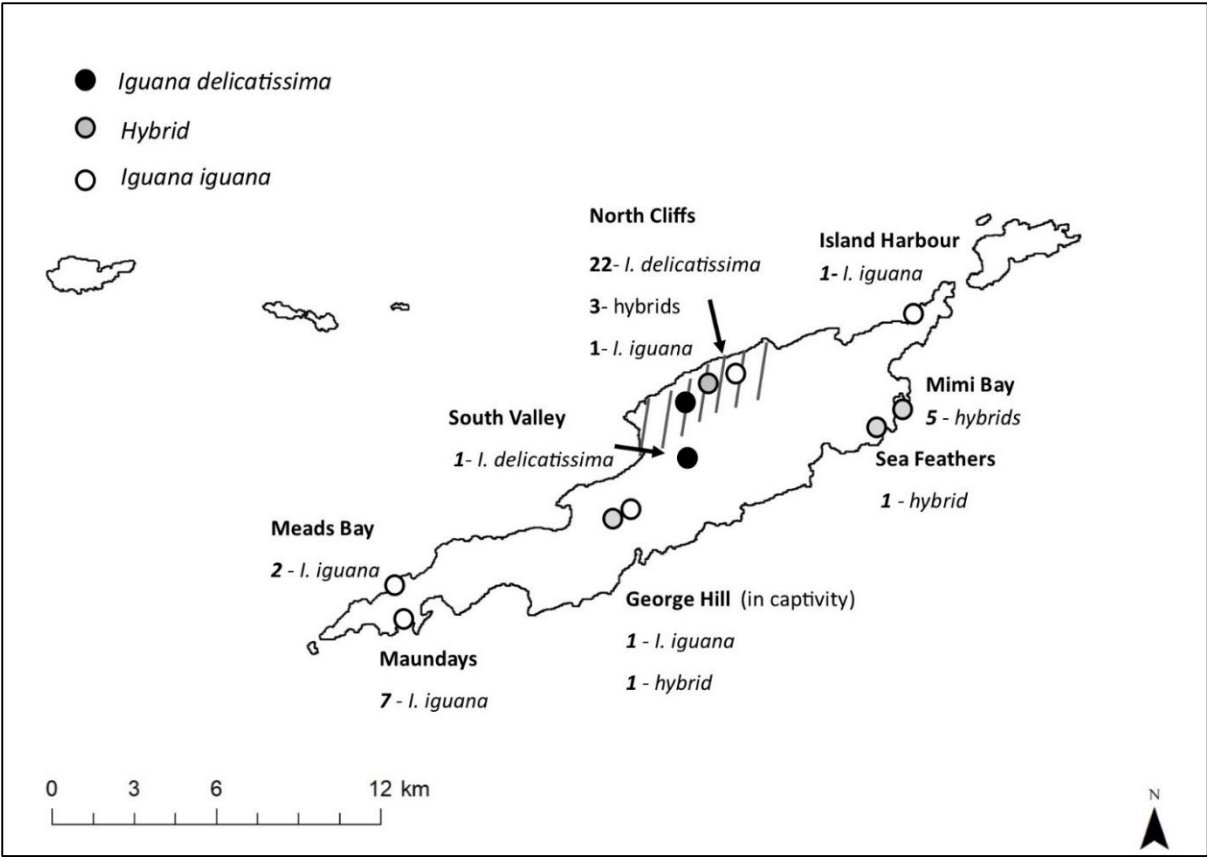 Iguana delicatissima
Hybrid
Iguana iguana
North Cliffs
22- I. delicatissima
3- hybrids
1- I. iguana
Island Harbour
1- I. iguana
Mimi Bay
5 - hybrids
South Valley
1- I. delicatissima
Sea Feathers
1 - hybrid
Meads Bay
2 - I. iguana
George Hill (in captivity)
1 - I. iguana
1 - hybrid
Maundays
7 - I. iguana
0 3 6 12 km
N